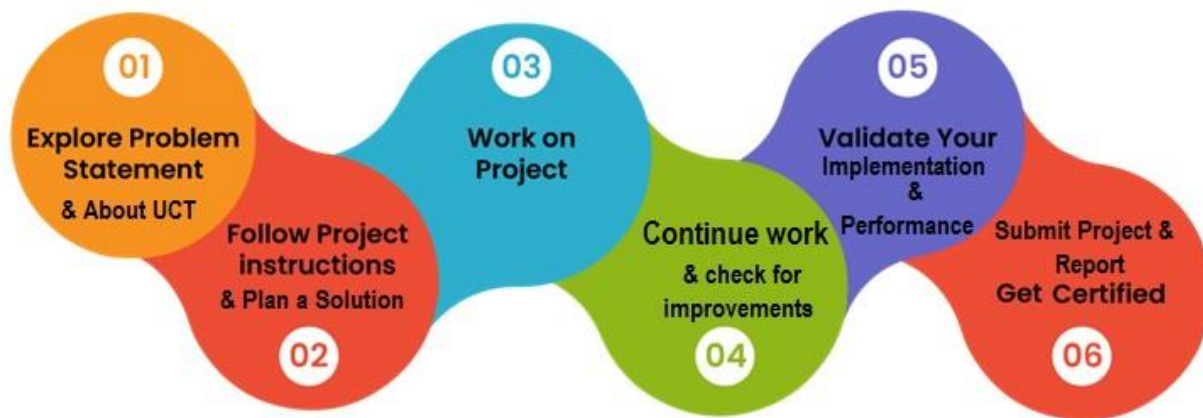 01
Explore Problem
Statement
& About UCT
Follow Project
instructions
& Plan a Solution
02
03
Work on
Project
Continue work
& check for
improvements
04
05
Validate Your
Implementation
&
Performance
Submit Project &
Report
Get Certified
06